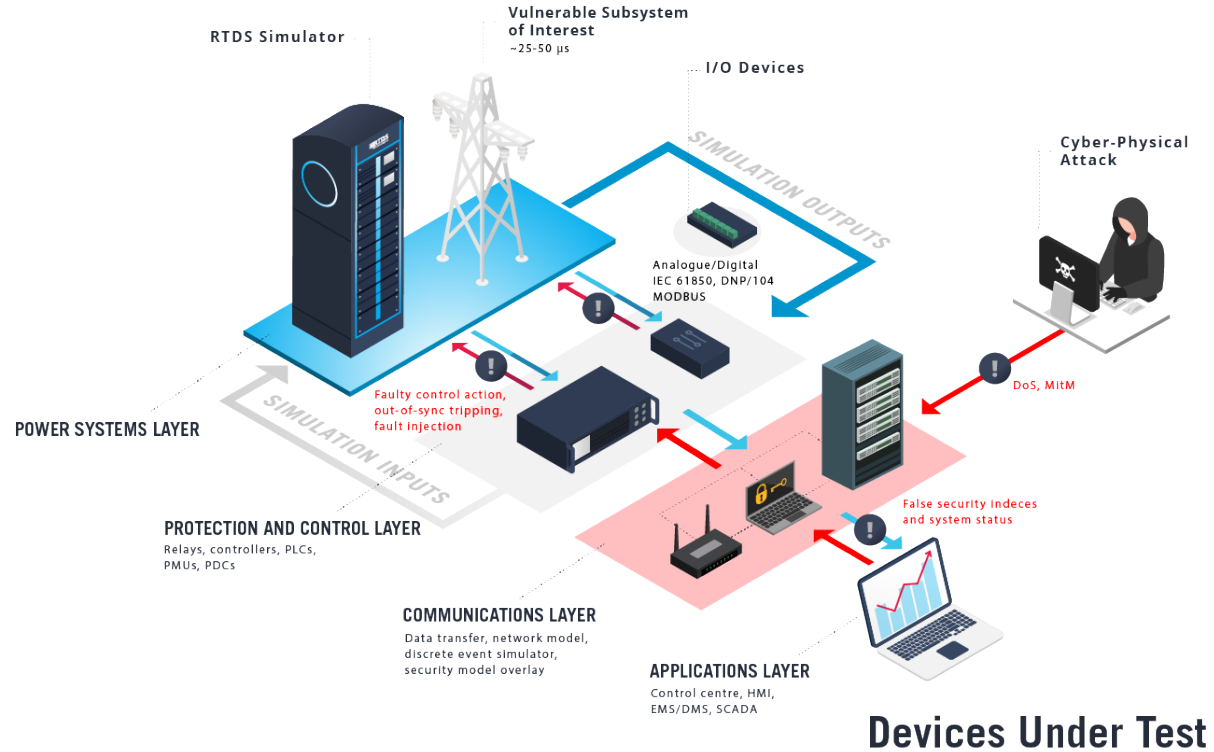 Vulnerable Subsystem
of Interest
~25-50 µs
RTDS Simulator
I/O Devices
RTDS
SIMULATION OUTPUTS
Cyber-Physical
Attack
Analogue/Digital
IEC 61850, DNP/104
MODBUS
!
!
!
DoS, MitM
Faulty control action,
out-of-sync tripping,
fault injection
SIMULATION INPUTS
POWER SYSTEMS LAYER
False security indeces
and system status
!
PROTECTION AND CONTROL LAYER
Relays, controllers, PLCs,
PMUs, PDCs
COMMUNICATIONS LAYER
Data transfer, network model,
discrete event simulator,
security model overlay
APPLICATIONS LAYER
Control centre, HMI,
EMS/DMS, SCADA
Devices Under Test